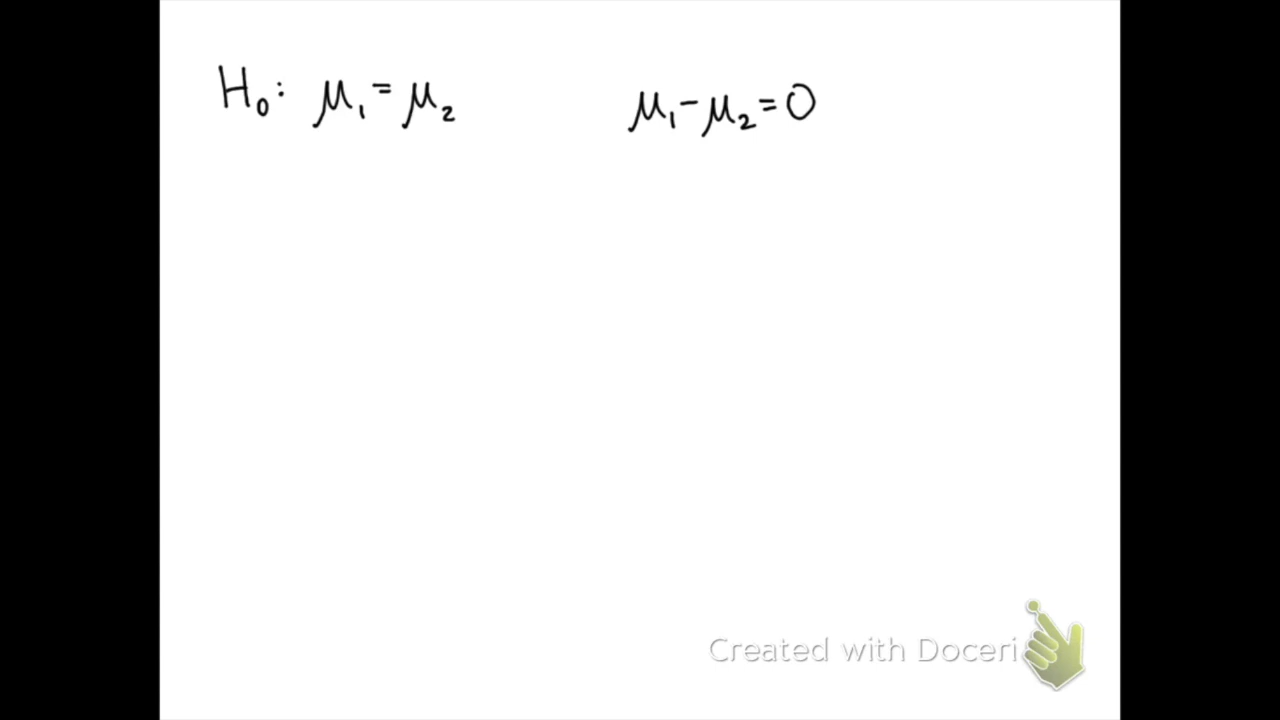 H₀: μ₁ = μ₂    μ₁ - μ₂ = 0
Created with Doceri